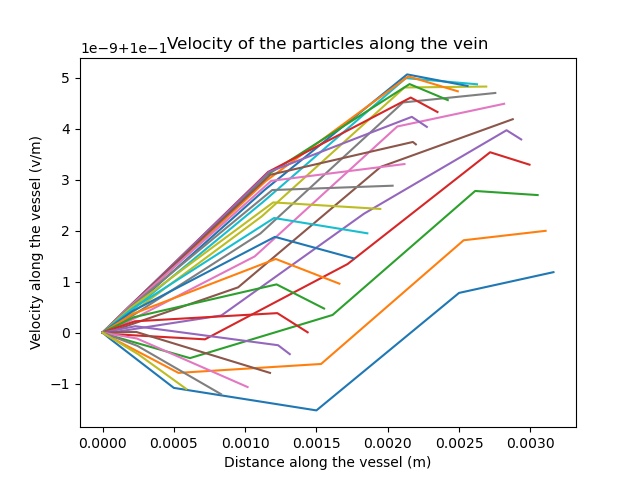 Velocity of the particles along the vein
1e−9+1e−1
5
4
3
2
1
0
−1
Velocity along the vessel (v/m)
0.0000 0.0005 0.0010 0.0015 0.0020 0.0025 0.0030
Distance along the vessel (m)